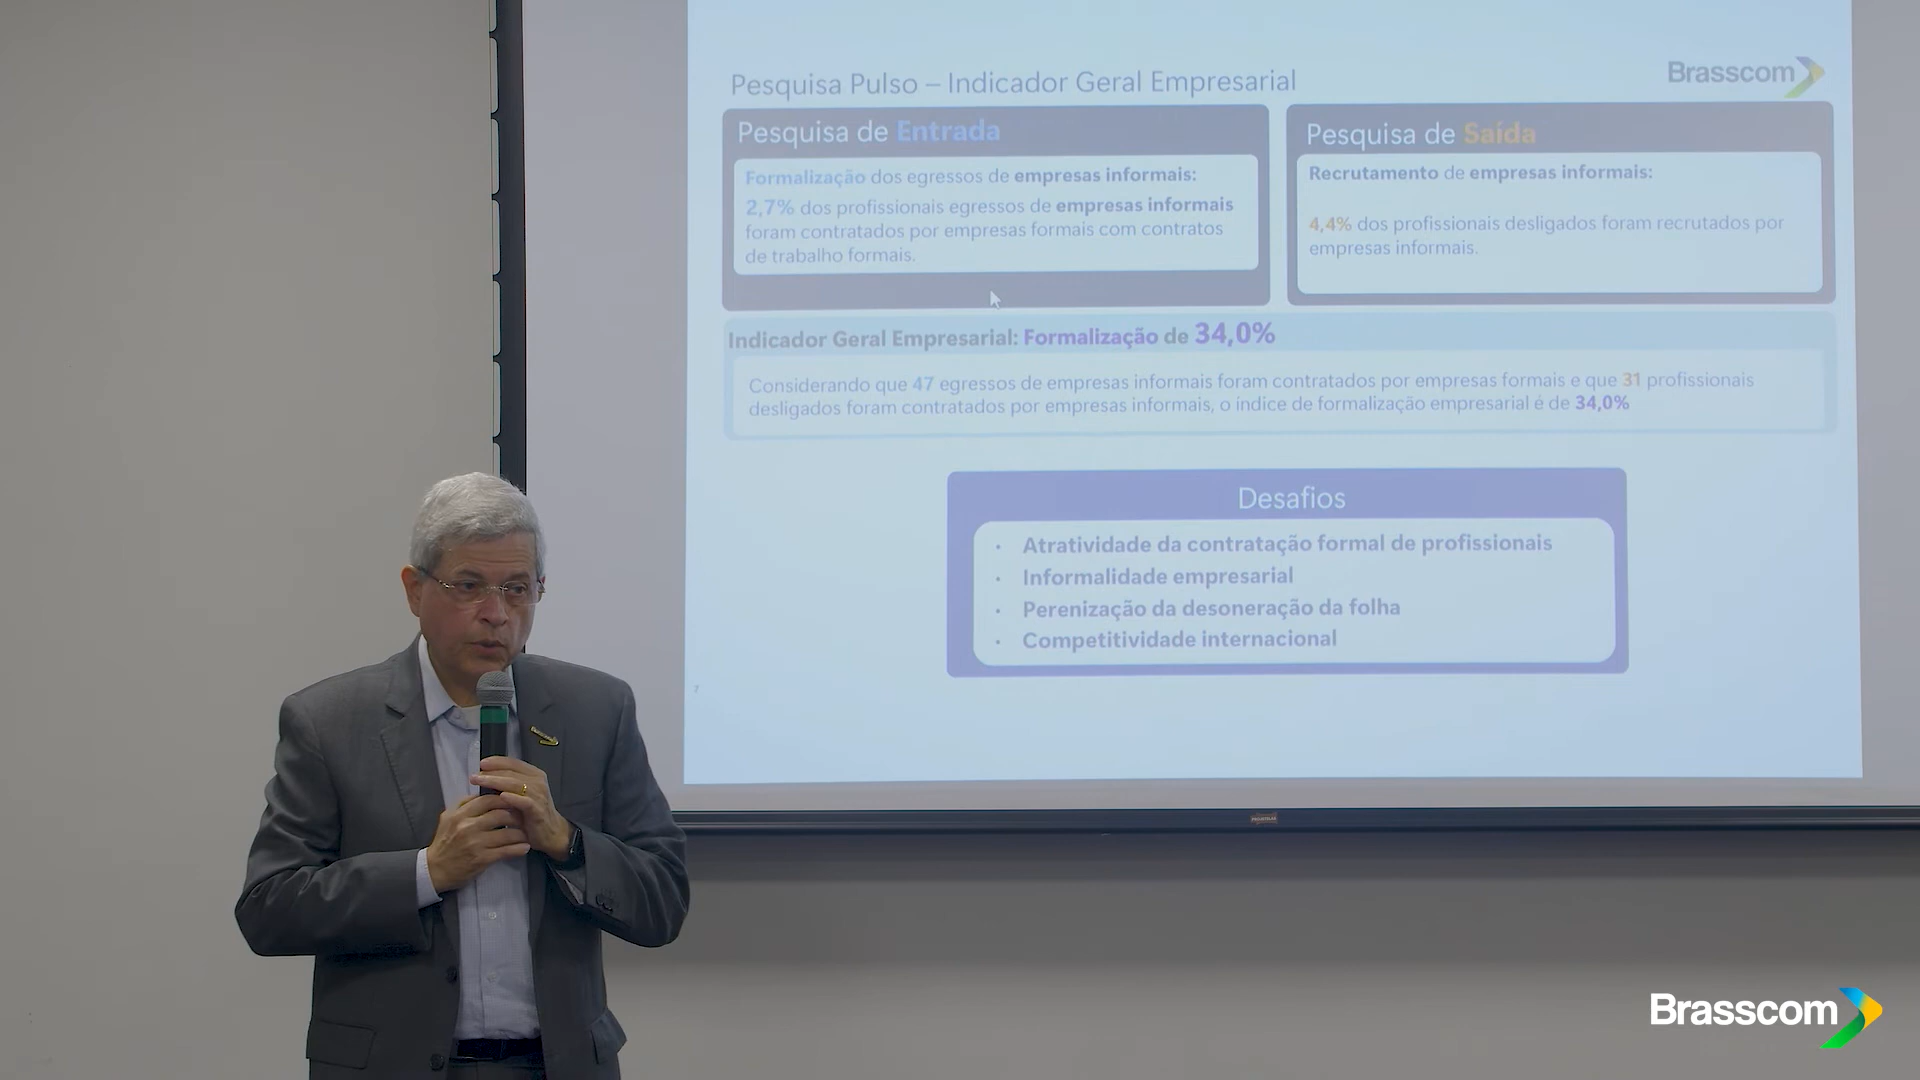 Pesquisa Pulso – Indicador Geral Empresarial
Brasscom
Pesquisa de Entrada
Formalização dos egressos de empresas informais:
2,7% dos profissionais egressos de empresas informais
foram contratados por empresas formais com contratos
de trabalho formais.
Pesquisa de Saída
Recrutamento de empresas informais:
4,4% dos profissionais desligados foram recrutados por
empresas informais.
Indicador Geral Empresarial: Formalização de 34,0%
Considerando que 47 egressos de empresas informais foram contratados por empresas formais e que 31 profissionais
desligados foram contratados por empresas informais, o índice de formalização empresarial é de 34,0%
Desafios
• Atratividade da contratação formal de profissionais
• Informalidade empresarial
• Perenização da desoneração da folha
• Competitividade internacional
7
Brasscom